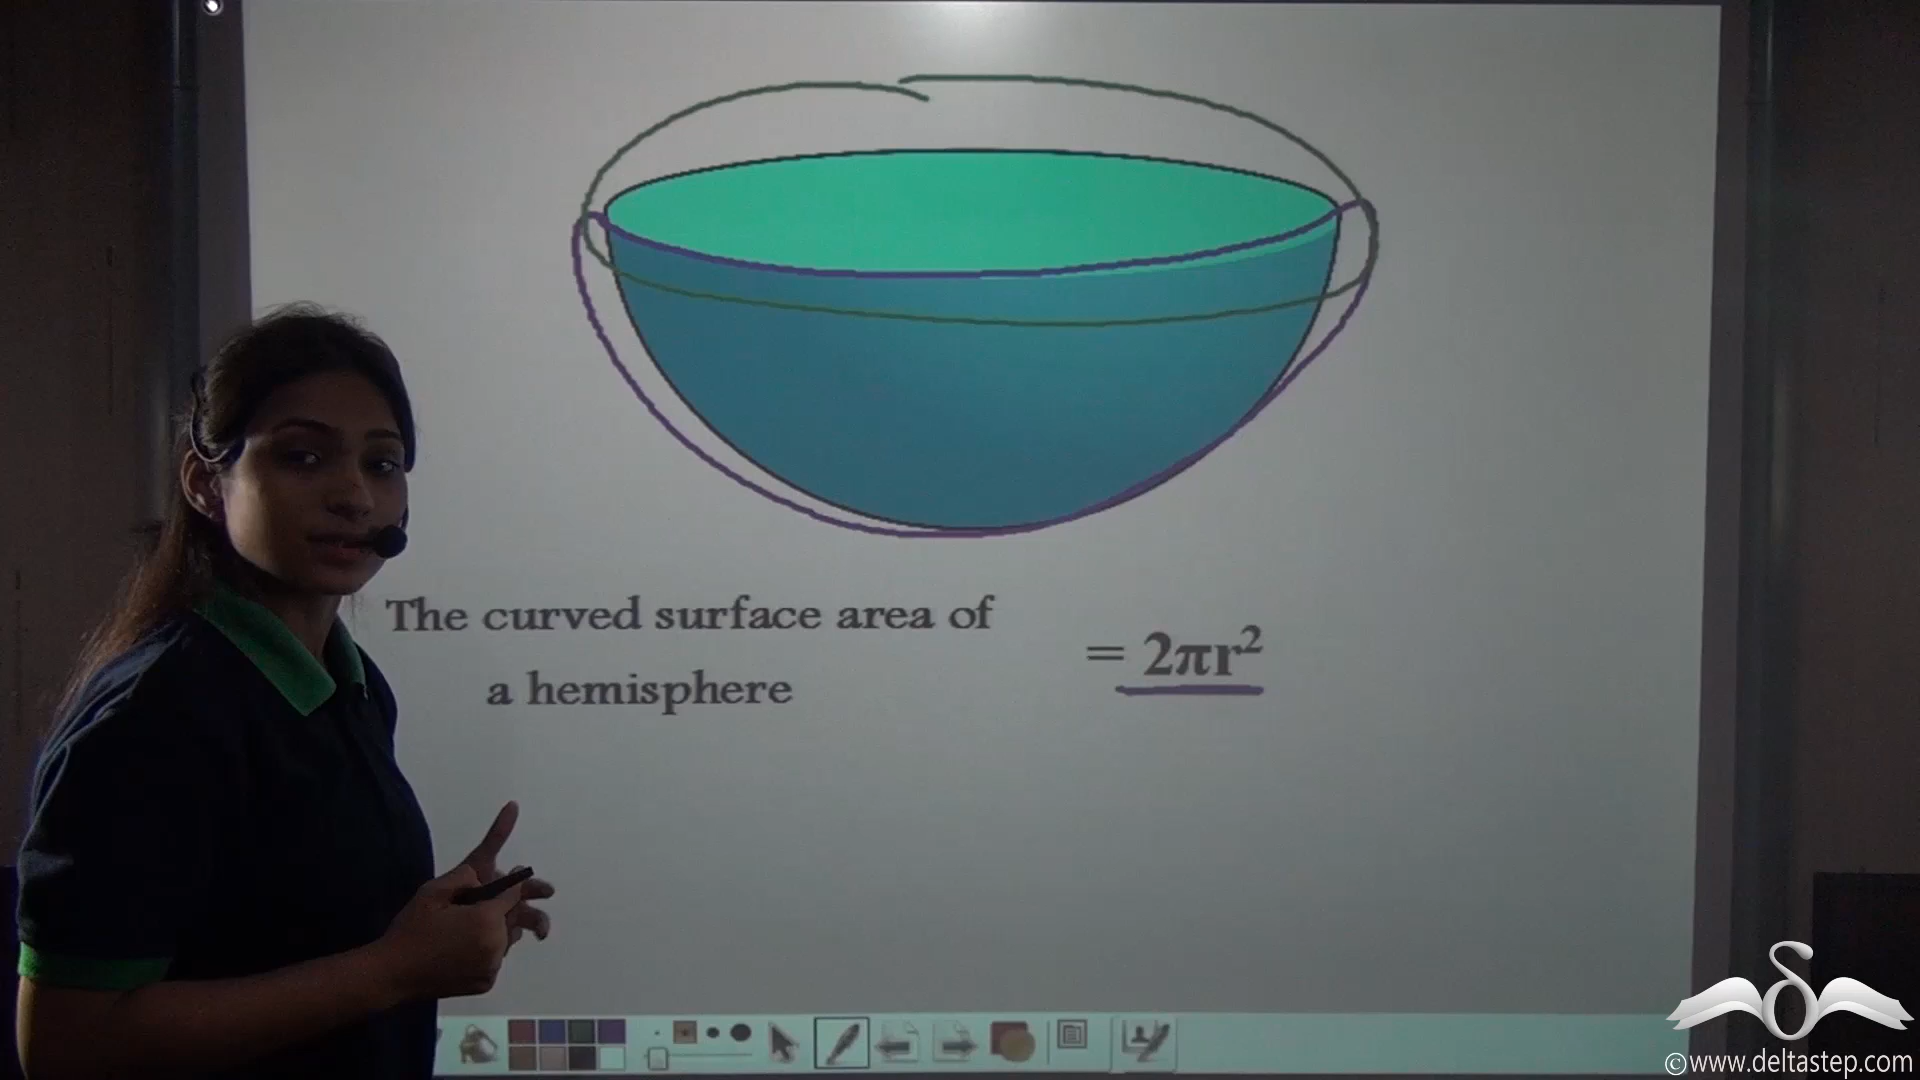 The curved surface area of
a hemisphere
= 2πr²
©www.deltastep.com